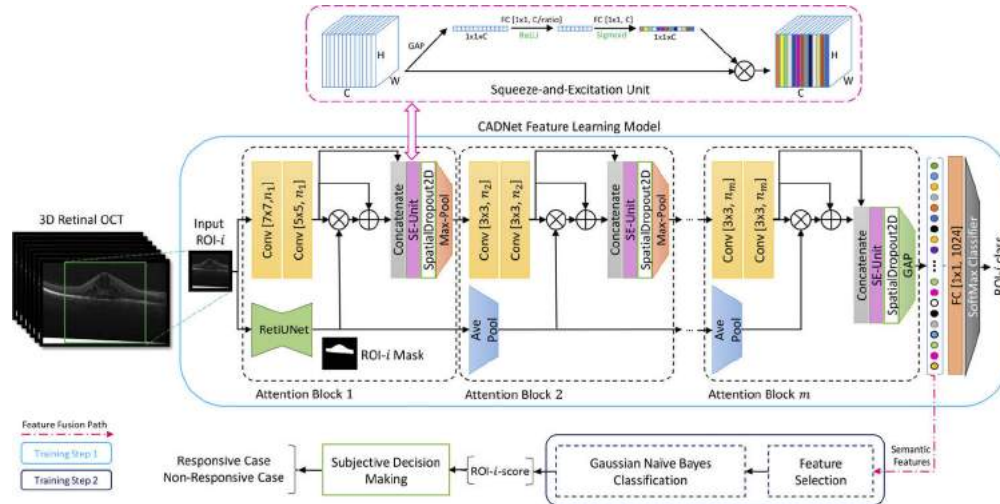 FC [1x1, C/ratio]
FC [1x1, C]
GAP
1x1xC
ReLU
Sigmoid
1x1xC
H
W
C
H
W
C
Squeeze-and-Excitation Unit
CADNet Feature Learning Model
3D Retinal OCT
Input
ROI-i
Conv [7x7,n₁]
Conv [5x5, n₁]
Concatenate
SE-Unit
SpatialDropout2D
Max-Pool
Conv [3x3, n₂]
Conv [3x3, n₂]
Concatenate
SE-Unit
SpatialDropout2D
Max-Pool
Conv [3x3, nₘ]
Conv [3x3, nₘ]
Concatenate
SE-Unit
SpatialDropout2D
GAP
FC [1x1, 1024]
SoftMax Classifier
ROI-i-class
RetiUNet
ROI-i Mask
Ave
Pool
Ave
Pool
Attention Block 1
Attention Block 2
Attention Block m
Feature Fusion Path
Training Step 1
Training Step 2
Responsive Case
Non-Responsive Case
Subjective Decision
Making
ROI-i-score
Gaussian Naïve Bayes
Classification
Feature
Selection
Semantic
Features